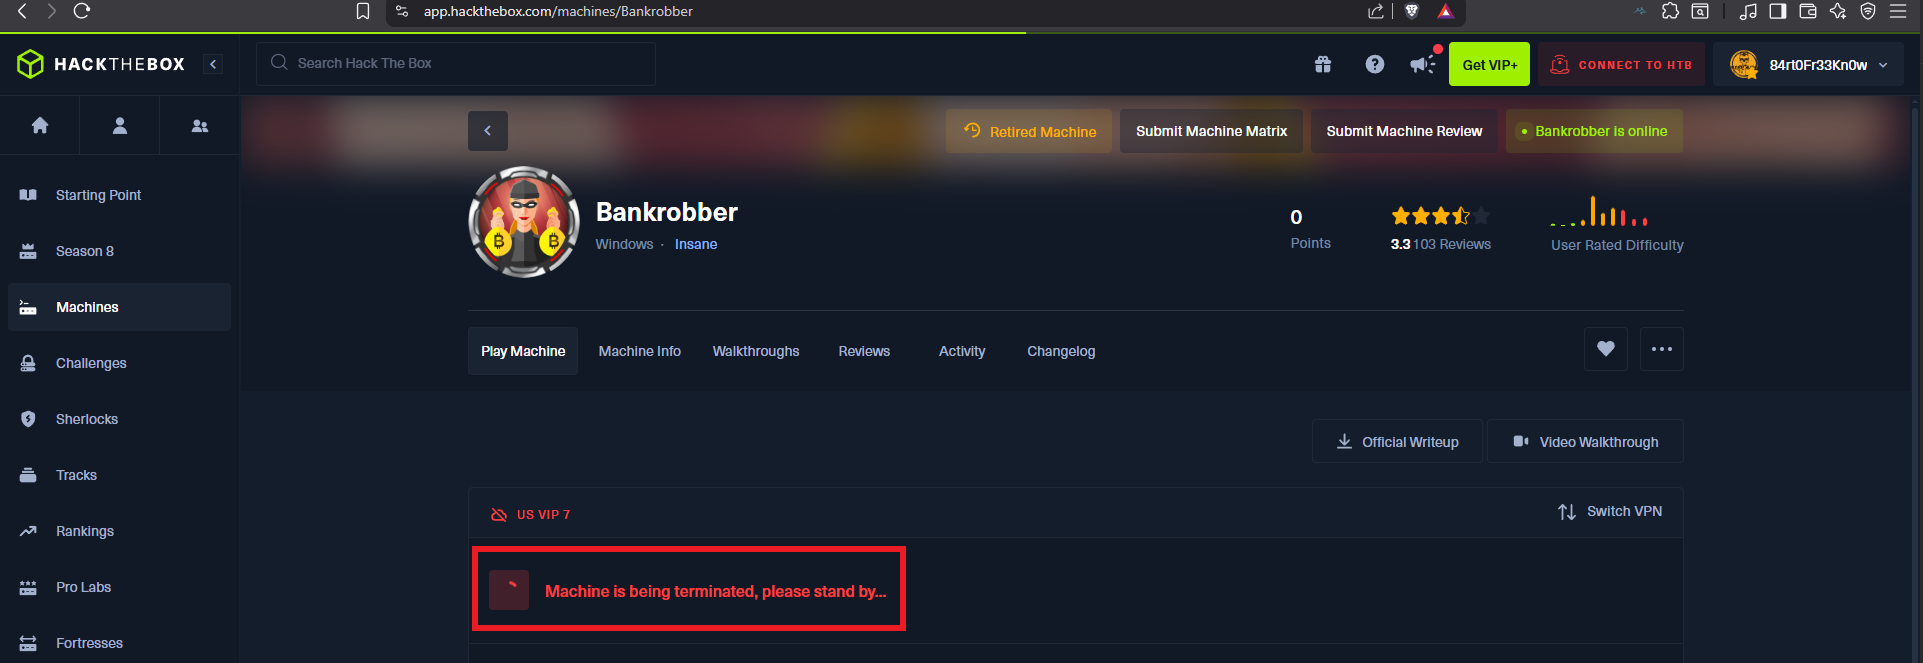 app.hackthebox.com/machines/Bankrobber
HACKTHEBOX
Search Hack The Box
Get VIP+
CONNECT TO HTB
84rt0Fr33Kn0w
Retired Machine
Submit Machine Matrix
Submit Machine Review
Bankrobber is online
Starting Point
Season 8
Machines
Challenges
Sherlocks
Tracks
Rankings
Pro Labs
Fortresses
Bankrobber
Windows · Insane
0
Points
3.3 103 Reviews
User Rated Difficulty
Play Machine
Machine Info
Walkthroughs
Reviews
Activity
Changelog
Official Writeup
Video Walkthrough
US VIP 7
Switch VPN
Machine is being terminated, please stand by...